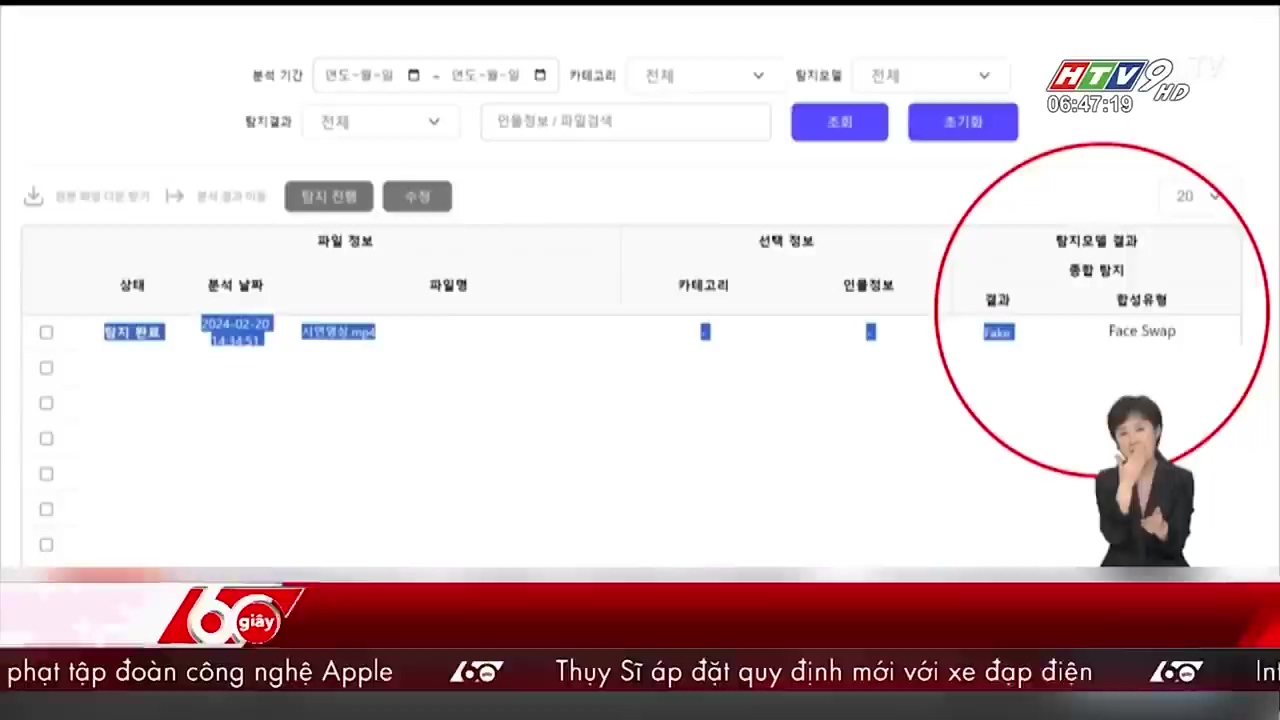 분석 기간 연도-월-일 ~ 연도-월-일 카테고리 전체 탐지모델 전체
HTV9 HD
06:47:19
탐지결과 전체 인물정보 / 파일검색 조회 초기화
원본 파일 다운 받기 분석 결과 이동 탐지 진행 수정 20
파일 정보 선택 정보 탐지모델 결과
종합 탐지
상태 분석 날짜 파일명 카테고리 인물정보 결과 합성유형
탐지 완료 2024-02-20 14:34:51 시연영상.mp4 - - Fake Face Swap
60 giây
phạt tập đoàn công nghệ Apple 60 giây Thụy Sĩ áp đặt quy định mới với xe đạp điện 60 giây Int